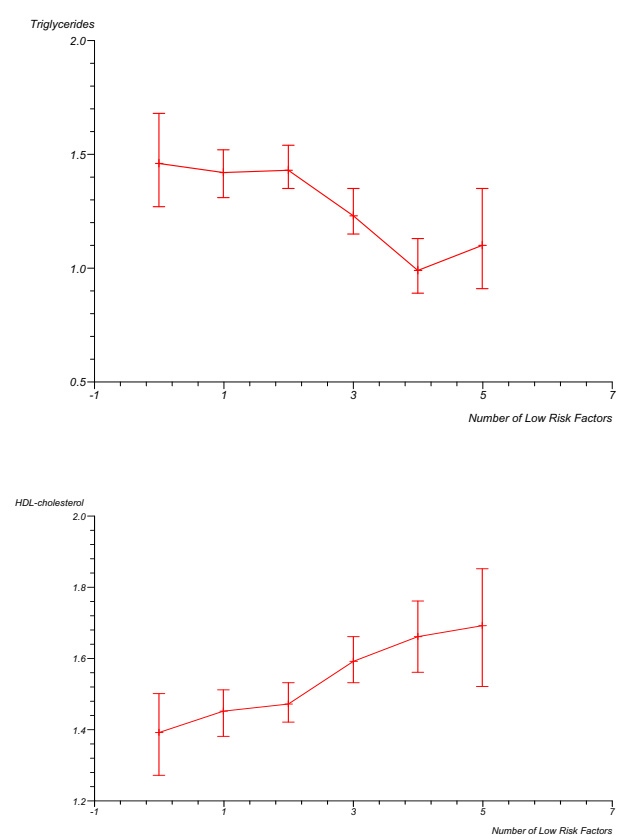 Triglycerides
2.0
1.5
1.0
0.5
-1 1 3 5 7
Number of Low Risk Factors
HDL-cholesterol
2.0
1.8
1.6
1.4
1.2
-1 1 3 5 7
Number of Low Risk Factors